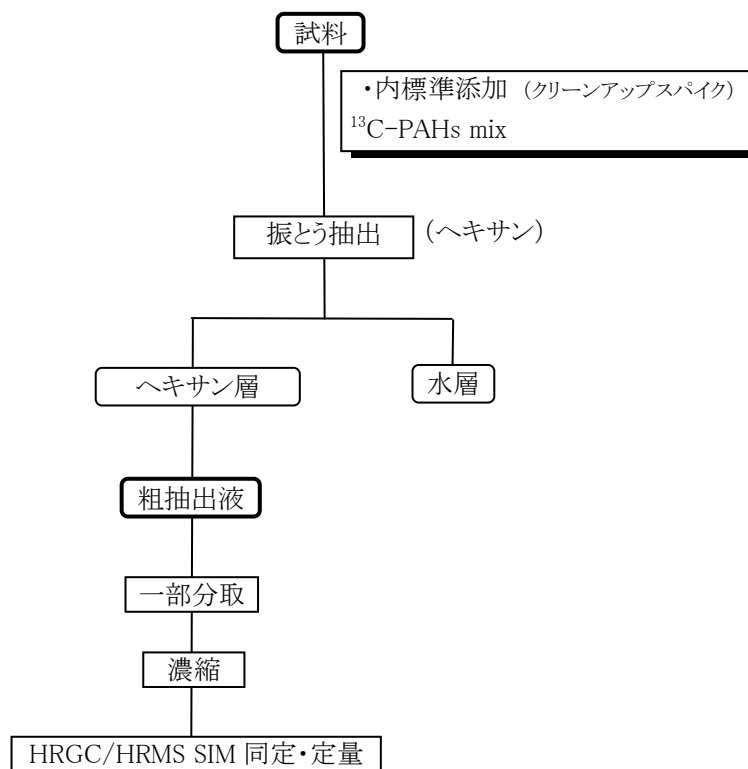 試料
・内標準添加 (クリーンアップスパイク)
¹³C-PAHs mix
振とう抽出 (ヘキサン)
ヘキサン層 水層
粗抽出液
一部分取
濃縮
HRGC/HRMS SIM 同定・定量